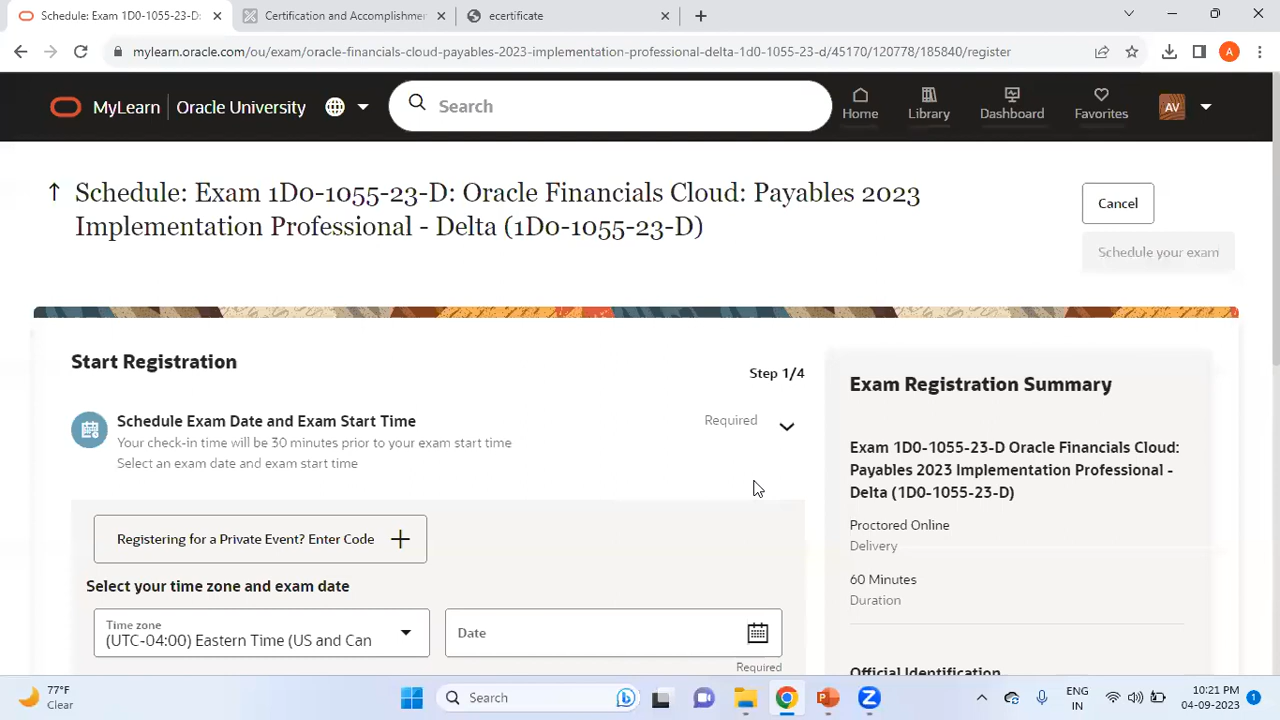 Schedule: Exam 1D0-1055-23-D:
Certification and Accomplishmer
ecertificate
mylearn.oracle.com/ou/exam/oracle-financials-cloud-payables-2023-implementation-professional-delta-1d0-1055-23-d/45170/120778/185840/register
A
MyLearn
Oracle University
Search
Home
Library
Dashboard
Favorites
AV
Schedule: Exam 1D0-1055-23-D: Oracle Financials Cloud: Payables 2023
Implementation Professional - Delta (1D0-1055-23-D)
Cancel
Schedule your exam
Start Registration
Step 1/4
Schedule Exam Date and Exam Start Time
Required
Your check-in time will be 30 minutes prior to your exam start time
Select an exam date and exam start time
Registering for a Private Event? Enter Code
Select your time zone and exam date
Time zone
(UTC-04:00) Eastern Time (US and Can
Date
Required
Exam Registration Summary
Exam 1D0-1055-23-D Oracle Financials Cloud:
Payables 2023 Implementation Professional -
Delta (1D0-1055-23-D)
Proctored Online
Delivery
60 Minutes
Duration
Official Identification
77°F
Clear
Search
ENG
IN
10:21 PM
04-09-2023
1